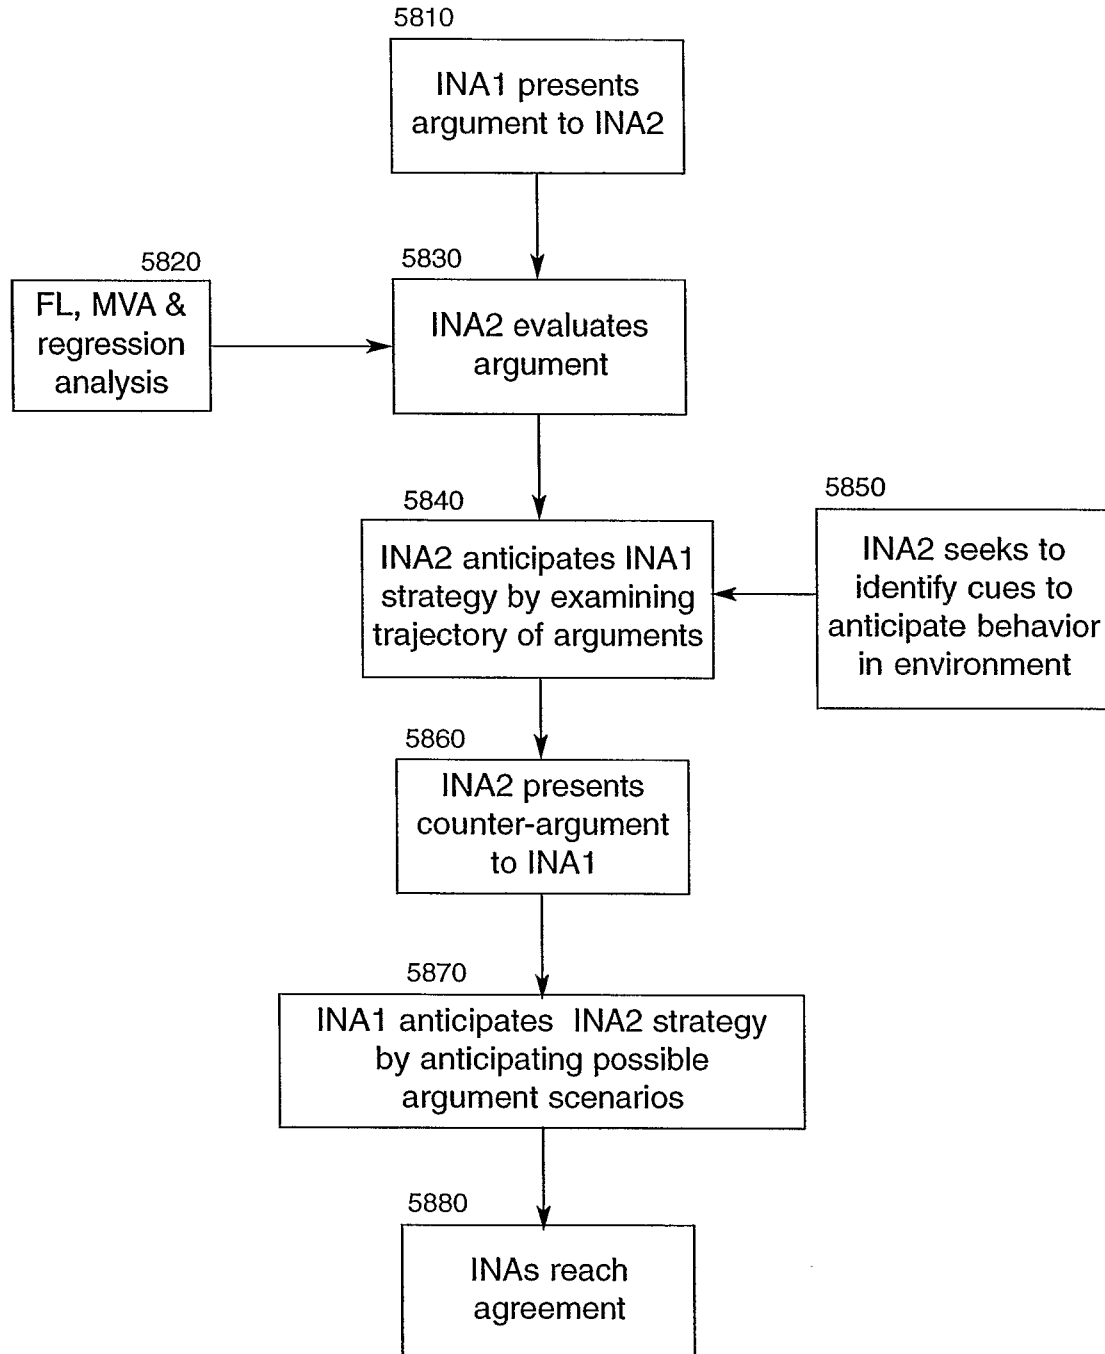 5810
INA1 presents
argument to INA2
5820
FL, MVA &
regression
analysis
5830
INA2 evaluates
argument
5840
INA2 anticipates INA1
strategy by examining
trajectory of arguments
5850
INA2 seeks to
identify cues to
anticipate behavior
in environment
5860
INA2 presents
counter-argument
to INA1
5870
INA1 anticipates INA2 strategy
by anticipating possible
argument scenarios
5880
INAs reach
agreement